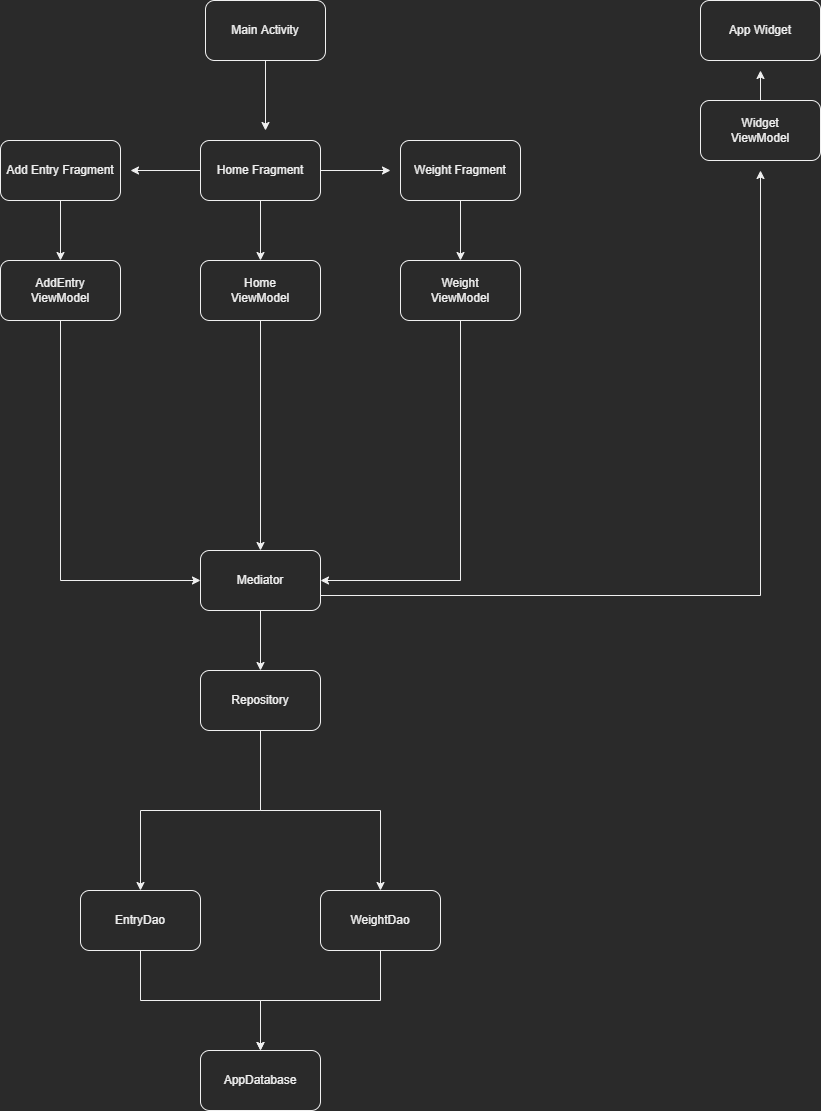 Main Activity
App Widget
Widget
ViewModel
Add Entry Fragment
Home Fragment
Weight Fragment
AddEntry
ViewModel
Home
ViewModel
Weight
ViewModel
Mediator
Repository
EntryDao
WeightDao
AppDatabase